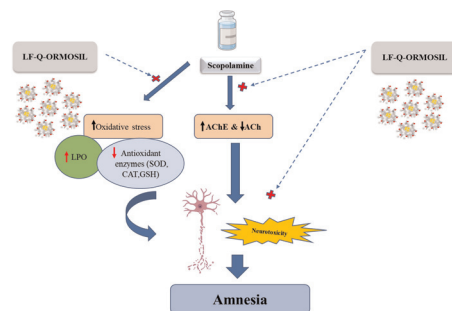 LF-Q-ORMOSIL
Scopolamine
LF-Q-ORMOSIL
↑Oxidative stress
↑AChE & ↓ACh
↑ LPO
↓ Antioxidant
enzymes (SOD,
CAT,GSH)
Neurotoxicity
Amnesia